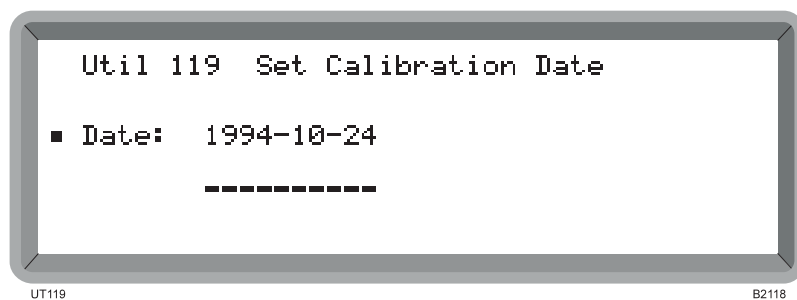 Util 119 Set Calibration Date
▪ Date: 1994-10-24
----------
UT119 B2118